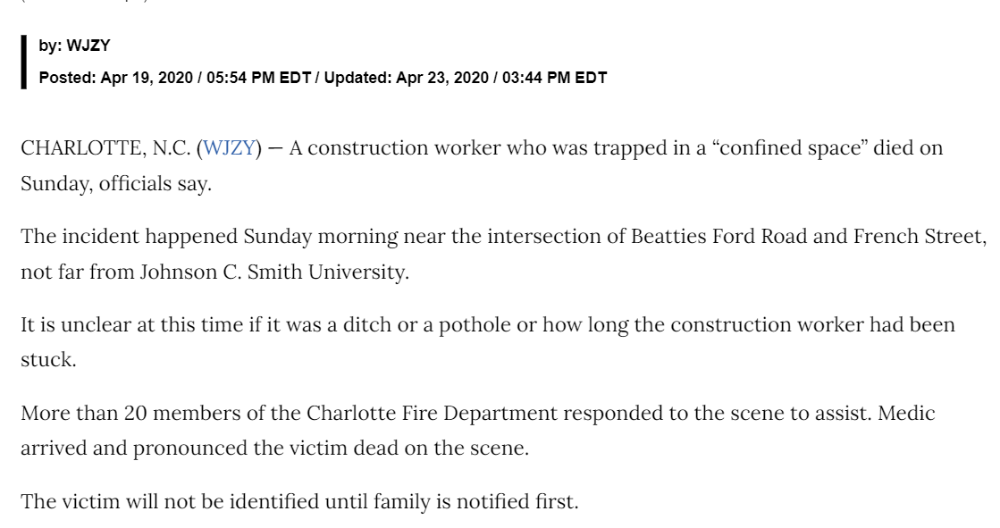 by: WJZY
Posted: Apr 19, 2020 / 05:54 PM EDT / Updated: Apr 23, 2020 / 03:44 PM EDT
CHARLOTTE, N.C. (WJZY) — A construction worker who was trapped in a “confined space” died on
Sunday, officials say.
The incident happened Sunday morning near the intersection of Beatties Ford Road and French Street,
not far from Johnson C. Smith University.
It is unclear at this time if it was a ditch or a pothole or how long the construction worker had been
stuck.
More than 20 members of the Charlotte Fire Department responded to the scene to assist. Medic
arrived and pronounced the victim dead on the scene.
The victim will not be identified until family is notified first.